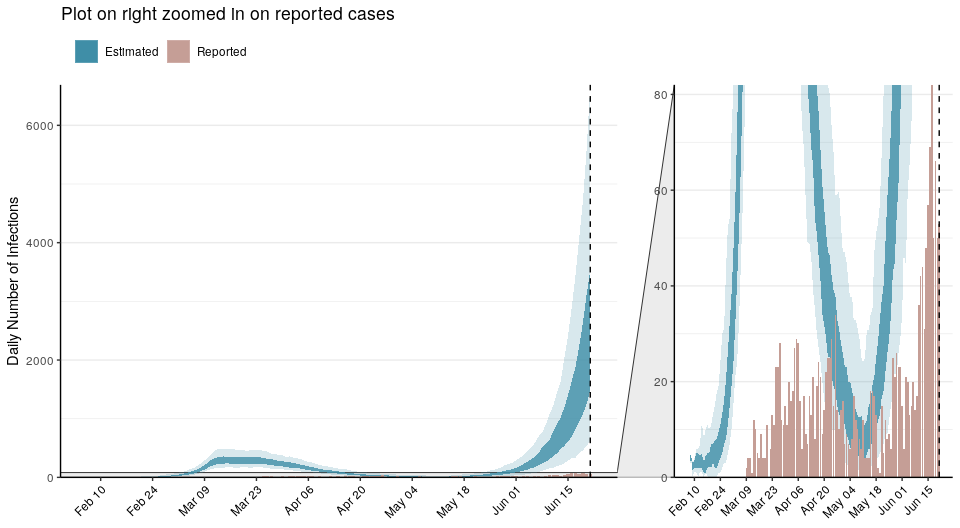 Plot on right zoomed in on reported cases
Estimated
Reported
Daily Number of Infections
6000
4000
2000
0
Feb 10
Feb 24
Mar 09
Mar 23
Apr 06
Apr 20
May 04
May 18
Jun 01
Jun 15
80
60
40
20
0
Feb 10
Feb 24
Mar 09
Mar 23
Apr 06
Apr 20
May 04
May 18
Jun 01
Jun 15